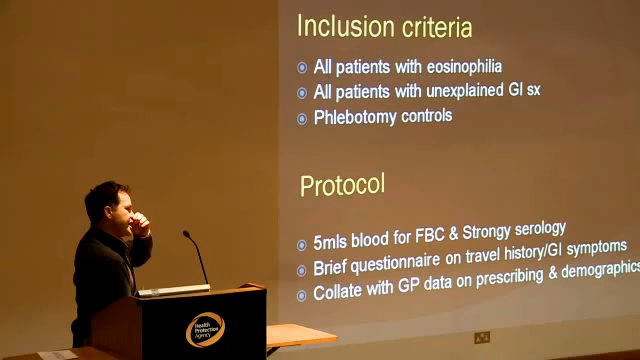 Inclusion criteria
All patients with eosinophilia
All patients with unexplained GI sx
Phlebotomy controls
Protocol
5mls blood for FBC & Strongy serology
Brief questionnaire on travel history/GI symptoms
Collate with GP data on prescribing & demographics
Health
Protection
Agency